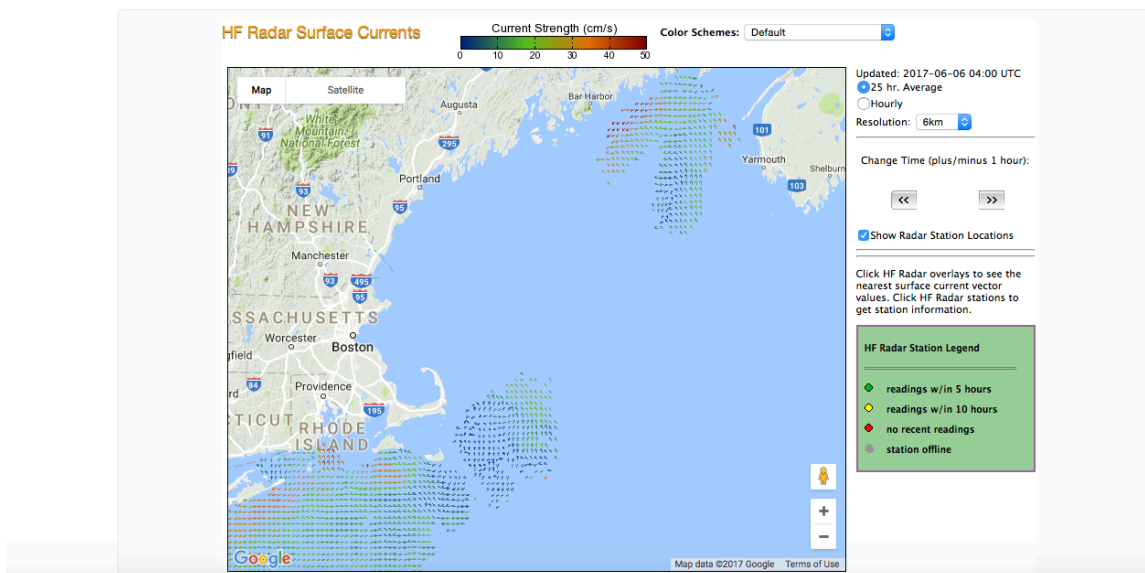 HF Radar Surface Currents
Current Strength (cm/s)
0 10 20 30 40 50
Color Schemes: Default
Map Satellite
Updated: 2017-06-06 04:00 UTC
25 hr. Average
Hourly
Resolution: 6km
Change Time (plus/minus 1 hour):
<< >>
Show Radar Station Locations
Click HF Radar overlays to see the
nearest surface current vector
values. Click HF Radar stations to
get station information.
HF Radar Station Legend
readings w/in 5 hours
readings w/in 10 hours
no recent readings
station offline
Augusta
Bar Harbor
White
Mountain
National Forest
91
295
101
Yarmouth
Shelburn
103
Portland
93
95
NEW
HAMPSHIRE
Manchester
93
495
95
SSACHUSETTS
Worcester
Boston
gfield
84
Providence
rd
195
TICUT
RHODE
ISLAND
+
−
Google
Map data ©2017 Google Terms of Use